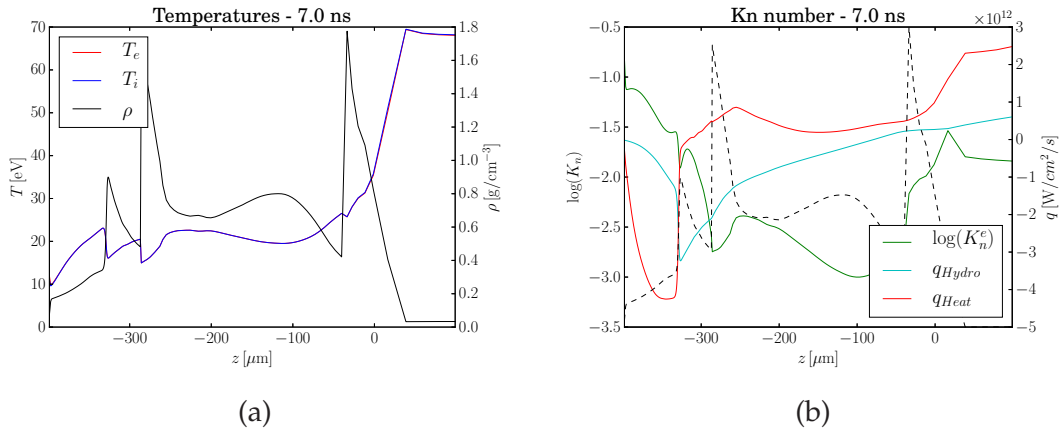 Temperatures - 7.0 ns
70
60
50
40
30
20
10
0
T [eV]
T_e
T_i
ρ
1.8
1.6
1.4
1.2
1.0
0.8
0.6
0.4
0.2
0.0
ρ [g/cm⁻³]
−300 −200 −100 0
z [μm]
(a)
Kn number - 7.0 ns
×10¹²
−0.5
−1.0
−1.5
−2.0
−2.5
−3.0
−3.5
log(K_n)
3
2
1
0
−1
−2
−3
−4
−5
q [W/cm²/s]
log(K_n^e)
q_Hydro
q_Heat
−300 −200 −100 0
z [μm]
(b)